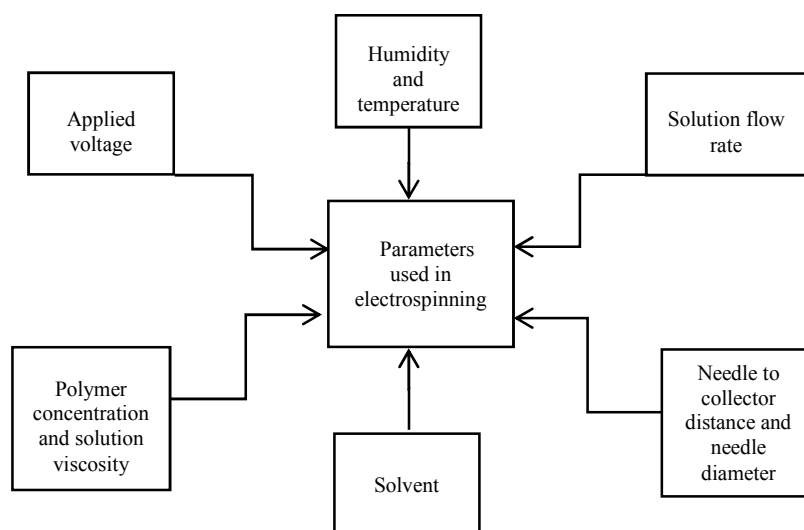 Humidity
and
temperature
Applied
voltage
Solution flow
rate
Parameters
used in
electrospinning
Polymer
concentration
and solution
viscosity
Solvent
Needle to
collector
distance and
needle
diameter